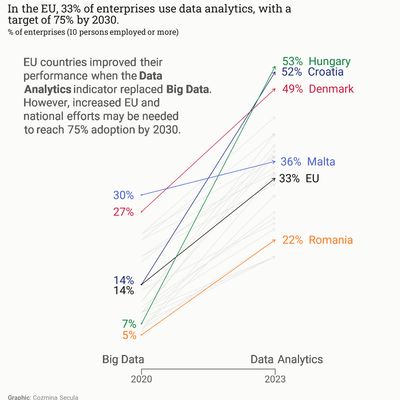 In the EU, 33% of enterprises use data analytics, with a
target of 75% by 2030.
% of enterprises (10 persons employed or more)
EU countries improved their
performance when the Data
Analytics indicator replaced Big Data.
However, increased EU and
national efforts may be needed
to reach 75% adoption by 2030.
53% Hungary
52% Croatia
49% Denmark
30%
36% Malta
27%
33% EU
14%
14%
22% Romania
7%
5%
Big Data
Data Analytics
2020
2023
Graphic: Cozmina Secula